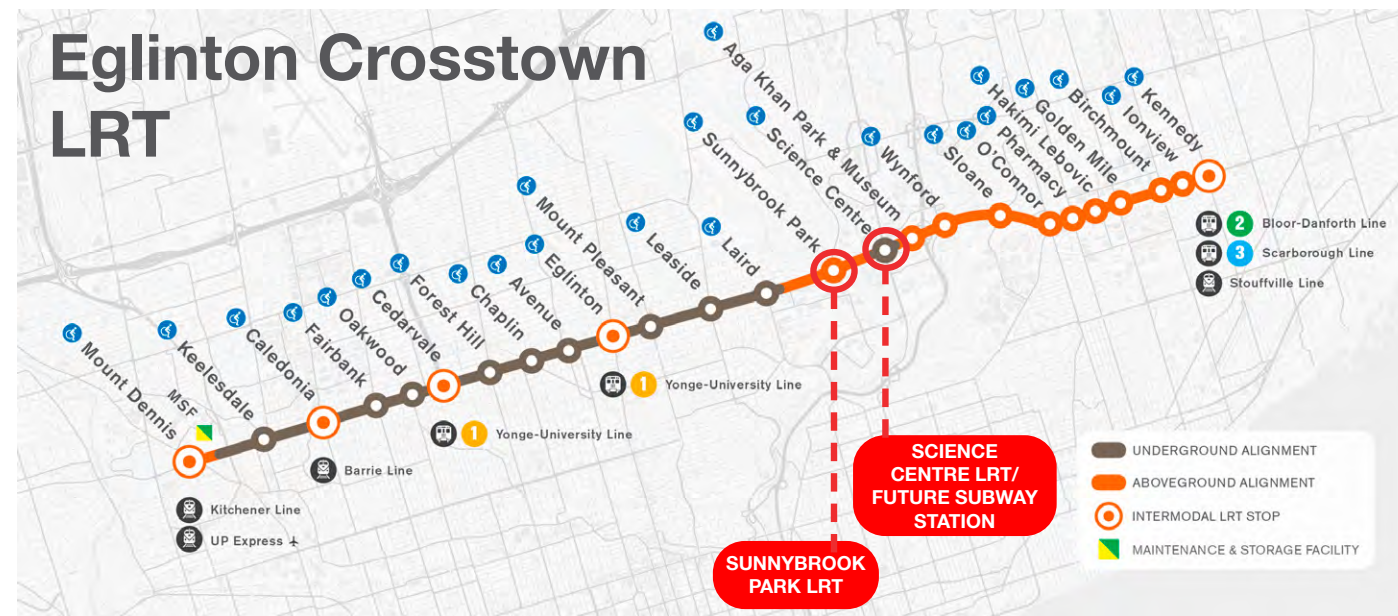 Eglinton Crosstown
LRT
Mount Dennis
MSF
Keelesdale
Caledonia
Fairbank
Oakwood
Cedarvale
Forest Hill
Chaplin
Avenue
Eglinton
Mount Pleasant
Leaside
Laird
Sunnybrook Park
Science Centre
Aga Khan Park & Museum
Wynford
Sloane
O'Connor
Pharmacy
Hakimi Lebovic
Golden Mile
Birchmount
Ionview
Kennedy
Kitchener Line
UP Express
Barrie Line
1 Yonge-University Line
1 Yonge-University Line
2 Bloor-Danforth Line
3 Scarborough Line
Stouffville Line
SCIENCE
CENTRE LRT/
FUTURE SUBWAY
STATION
SUNNYBROOK
PARK LRT
UNDERGROUND ALIGNMENT
ABOVEGROUND ALIGNMENT
INTERMODAL LRT STOP
MAINTENANCE & STORAGE FACILITY